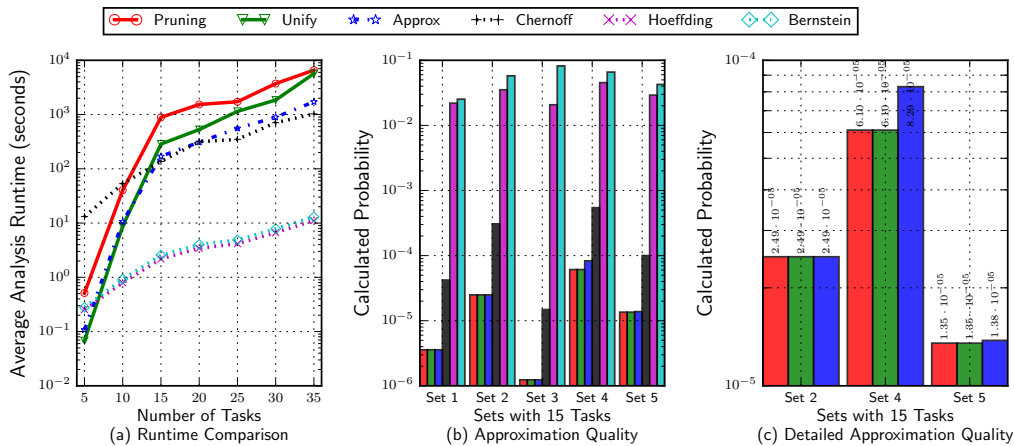 Pruning Unify Approx Chernoff Hoeffding Bernstein
Average Analysis Runtime (seconds)
10^4
10^3
10^2
10^1
10^0
10^−1
10^−2
5 10 15 20 25 30 35
Number of Tasks
(a) Runtime Comparison
Calculated Probability
10^0
10^−1
10^−2
10^−3
10^−4
10^−5
10^−6
Set 1 Set 2 Set 3 Set 4 Set 5
Sets with 15 Tasks
(b) Approximation Quality
Calculated Probability
10^−4
10^−5
2.49 · 10^−05
2.49 · 10^−05
2.49 · 10^−05
6.10 · 10^−05
6.10 · 10^−05
8.29 · 10^−05
1.35 · 10^−05
1.35 · 10^−05
1.38 · 10^−05
Set 2 Set 4 Set 5
Sets with 15 Tasks
(c) Detailed Approximation Quality